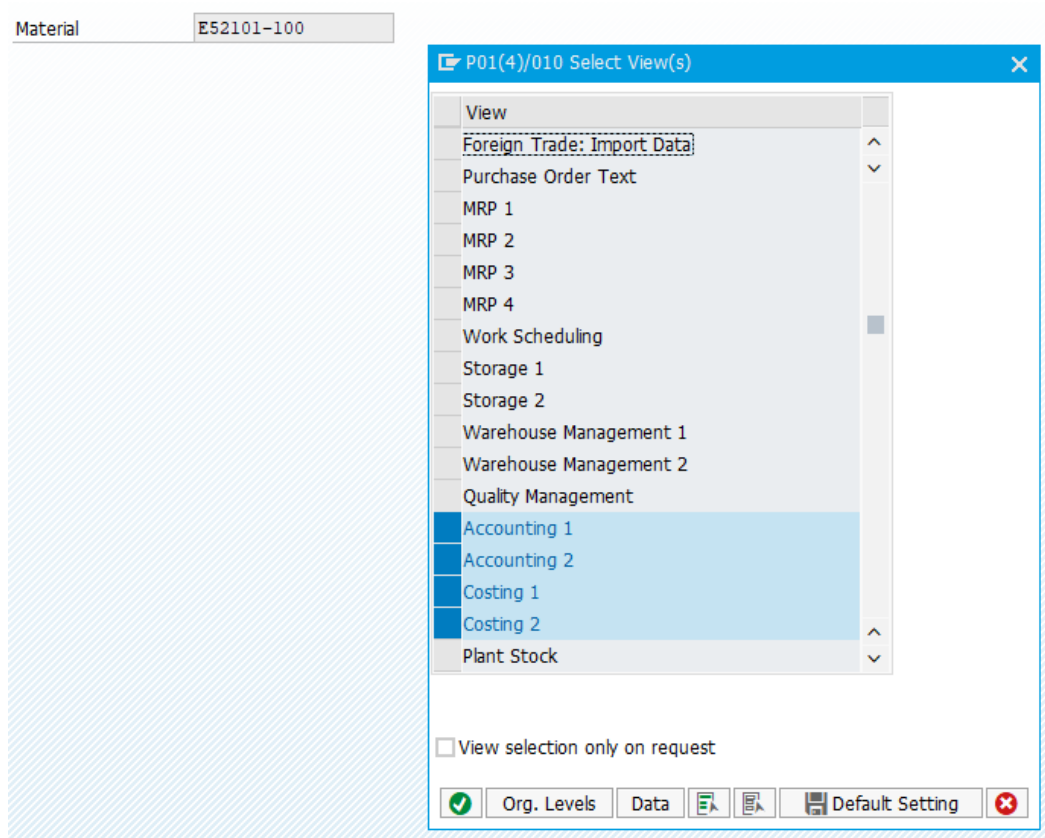 Material E52101-100
P01(4)/010 Select View(s)
View
Foreign Trade: Import Data
Purchase Order Text
MRP 1
MRP 2
MRP 3
MRP 4
Work Scheduling
Storage 1
Storage 2
Warehouse Management 1
Warehouse Management 2
Quality Management
Accounting 1
Accounting 2
Costing 1
Costing 2
Plant Stock
View selection only on request
Org. Levels Data Default Setting